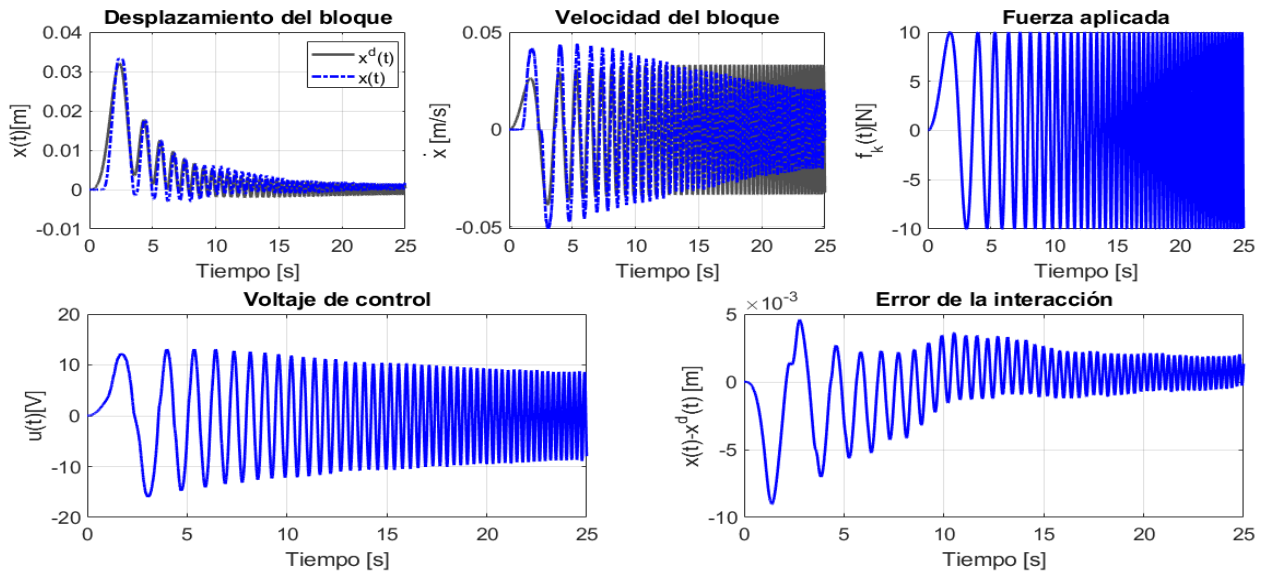 Desplazamiento del bloque
x(t)[m]
0.04
0.03
0.02
0.01
0
-0.01
x^d(t)
x(t)
0 5 10 15 20 25
Tiempo [s]
Velocidad del bloque
ẋ [m/s]
0.05
0
-0.05
0 5 10 15 20 25
Tiempo [s]
Fuerza aplicada
f_k(t)[N]
10
5
0
-5
-10
0 5 10 15 20 25
Tiempo [s]
Voltaje de control
u(t)[V]
20
10
0
-10
-20
0 5 10 15 20 25
Tiempo [s]
Error de la interacción
×10^-3
x(t)-x^d(t) [m]
5
0
-5
-10
0 5 10 15 20 25
Tiempo [s]